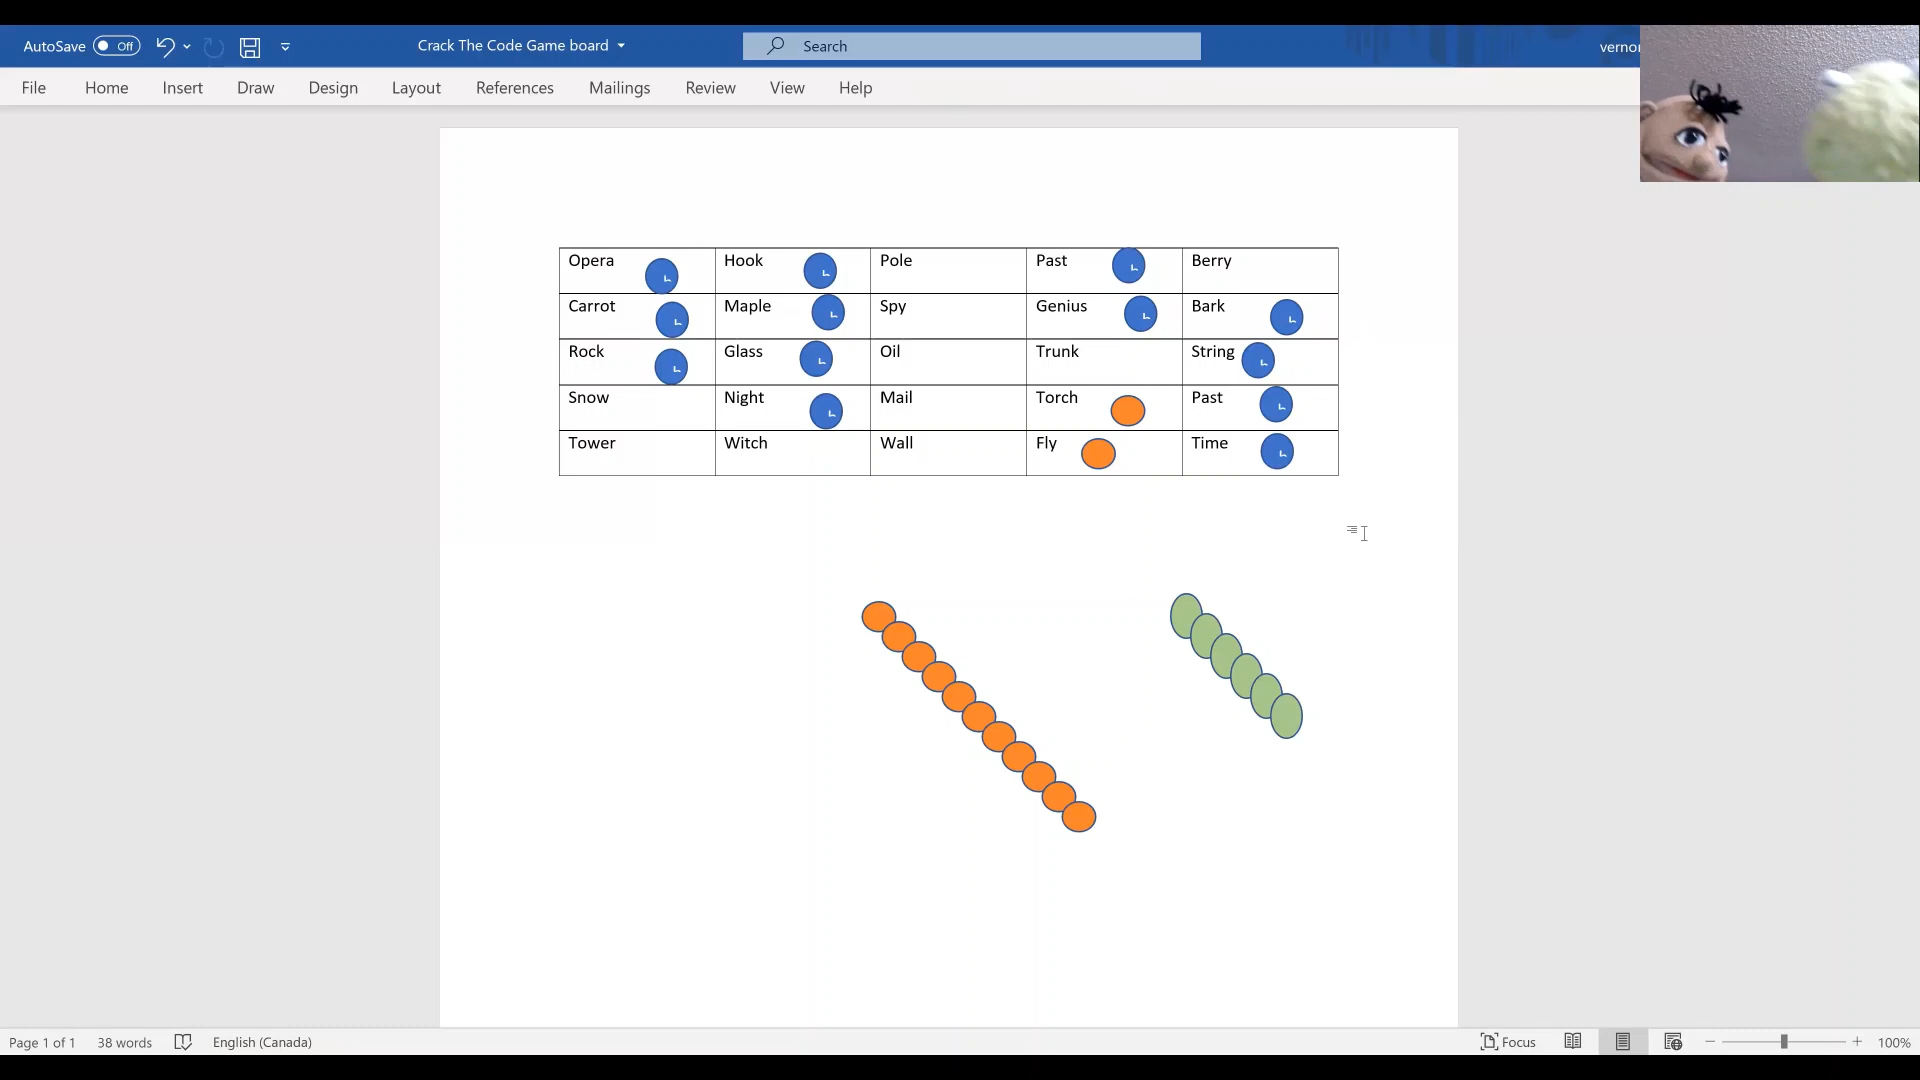 AutoSave Off Crack The Code Game board Search vernor
File Home Insert Draw Design Layout References Mailings Review View Help
Opera Hook Pole Past Berry
Carrot Maple Spy Genius Bark
Rock Glass Oil Trunk String
Snow Night Mail Torch Past
Tower Witch Wall Fly Time
Page 1 of 1 38 words English (Canada) Focus 100%